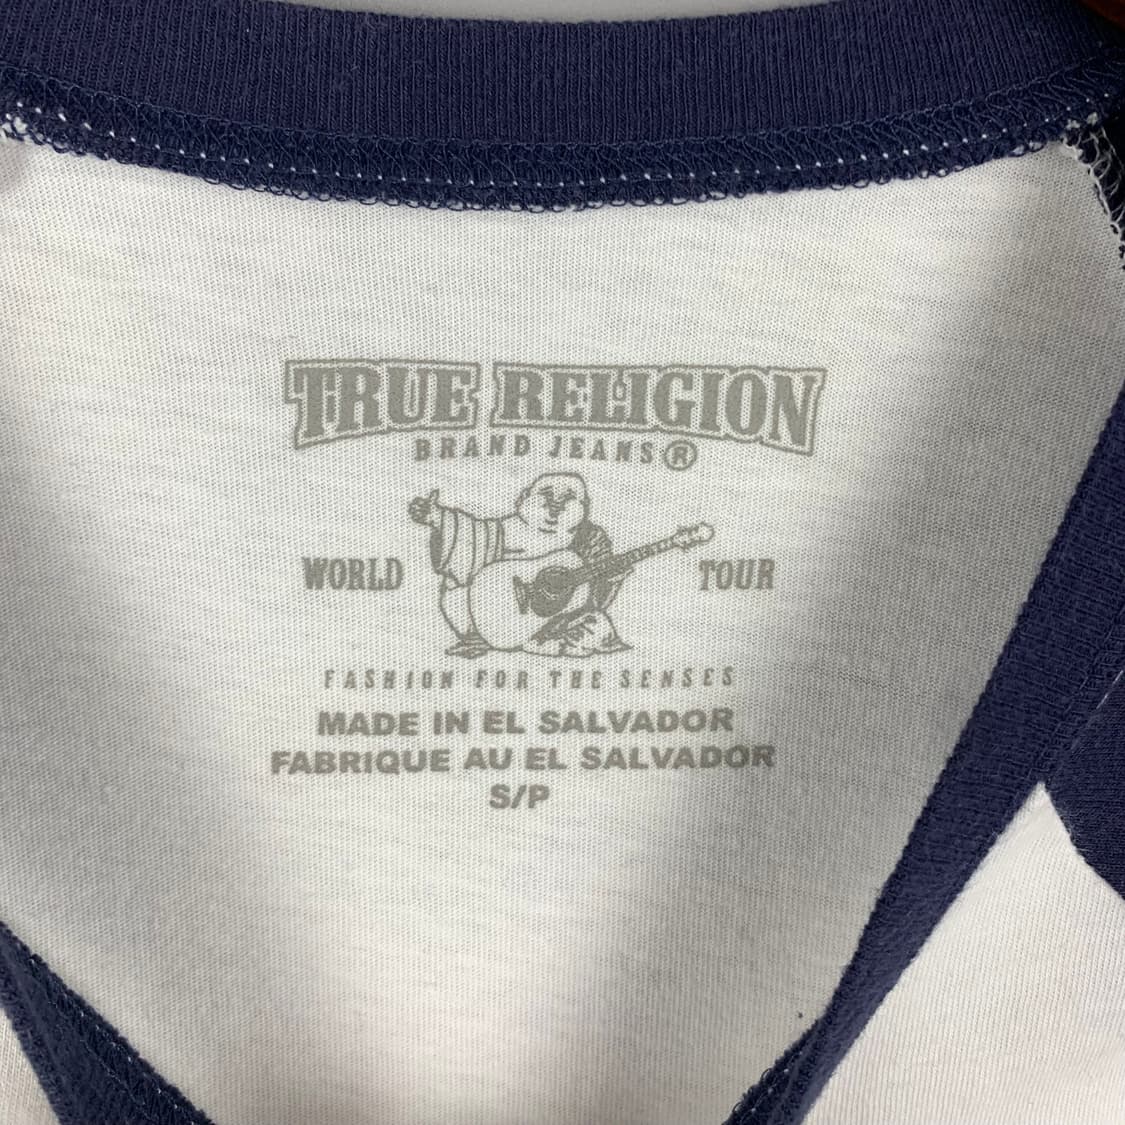 TRUE RELIGION
BRAND JEANS®
WORLD TOUR
FASHION FOR THE SENSES
MADE IN EL SALVADOR
FABRIQUE AU EL SALVADOR
S/P